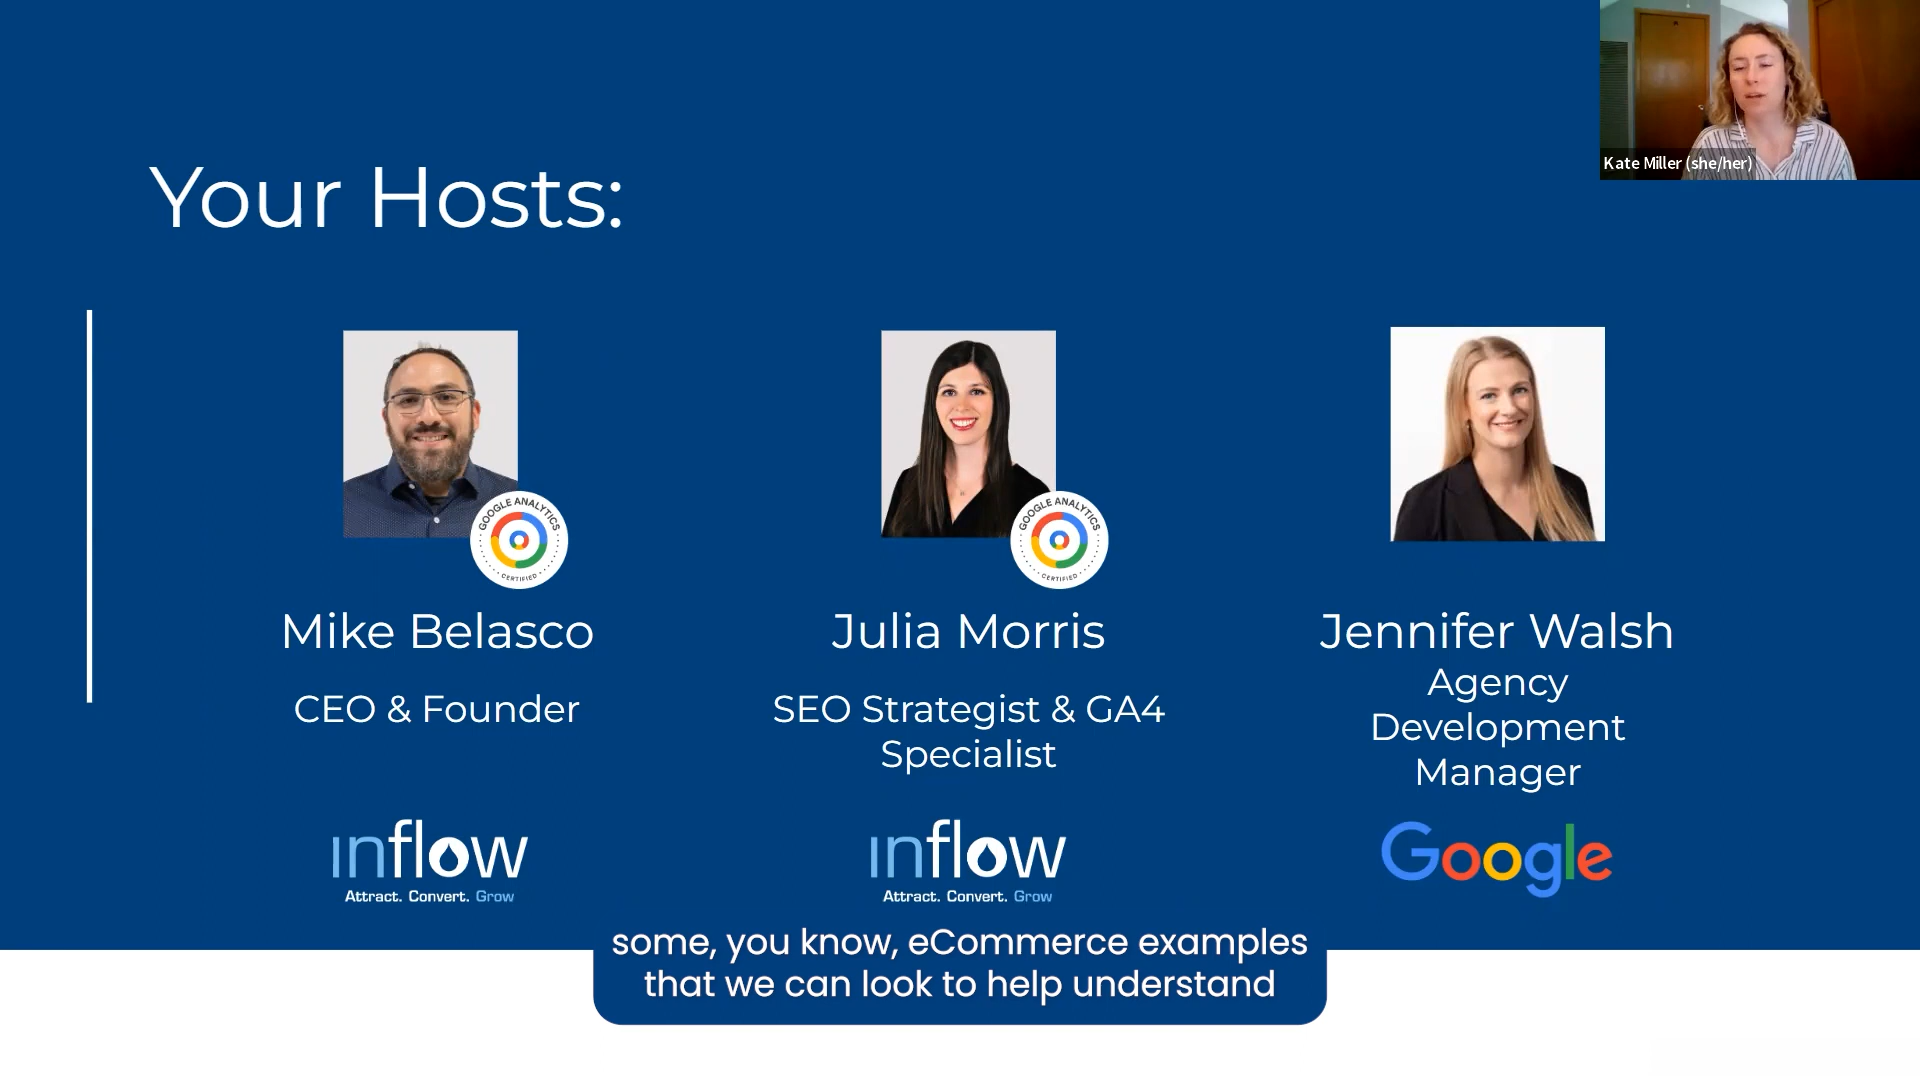 Kate Miller (she/her)
Your Hosts:
GOOGLE ANALYTICS
CERTIFIED
GOOGLE ANALYTICS
CERTIFIED
Mike Belasco
CEO & Founder
inflow
Attract. Convert. Grow
Julia Morris
SEO Strategist & GA4
Specialist
inflow
Attract. Convert. Grow
Jennifer Walsh
Agency
Development
Manager
Google
some, you know, eCommerce examples
that we can look to help understand